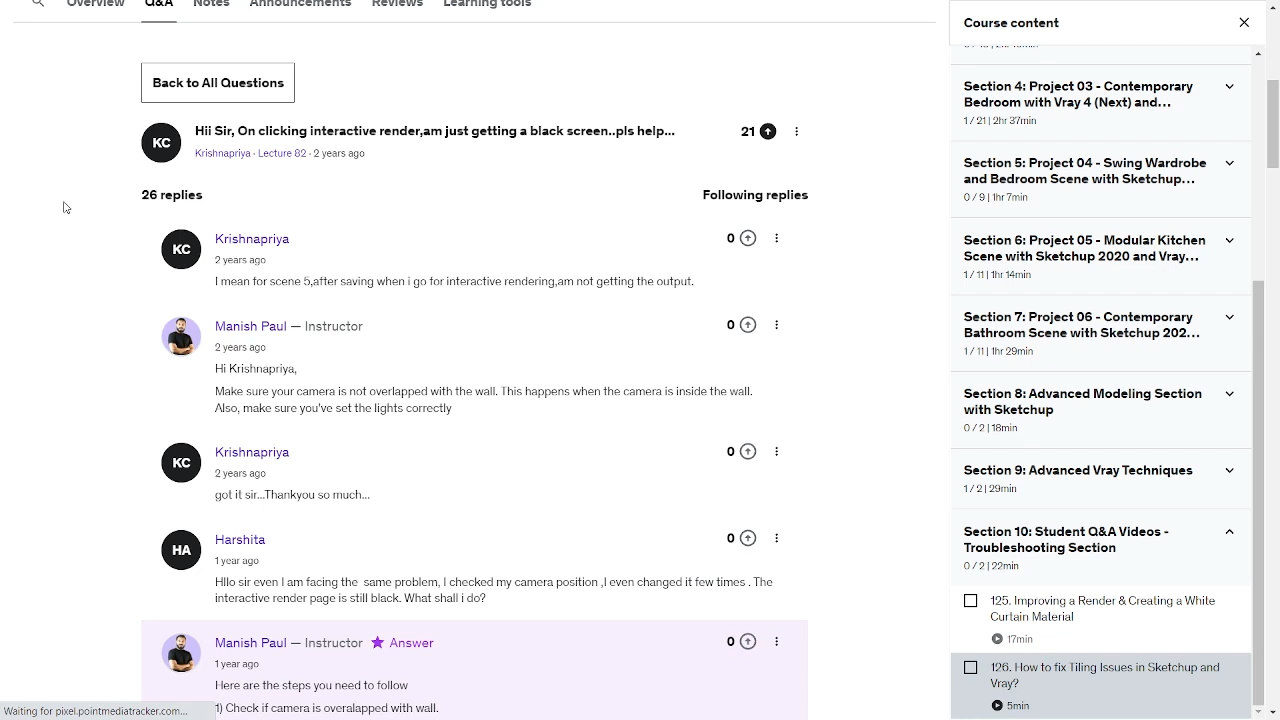 Overview Q&A Notes Announcements Reviews Learning tools
Back to All Questions
KC
Hii Sir, On clicking interactive render,am just getting a black screen..pls help...
21
Krishnapriya · Lecture 82 · 2 years ago
26 replies
Following replies
KC
Krishnapriya
0
2 years ago
I mean for scene 5,after saving when i go for interactive rendering,am not getting the output.
Manish Paul — Instructor
0
2 years ago
Hi Krishnapriya,
Make sure your camera is not overlapped with the wall. This happens when the camera is inside the wall.
Also, make sure you've set the lights correctly
KC
Krishnapriya
0
2 years ago
got it sir...Thankyou so much...
HA
Harshita
0
1 year ago
Hllo sir even I am facing the same problem, I checked my camera position ,I even changed it few times . The
interactive render page is still black. What shall i do?
Manish Paul — Instructor ★ Answer
0
1 year ago
Here are the steps you need to follow
1) Check if camera is overalapped with wall.
Waiting for pixel.pointmediatracker.com...
Course content
Section 4: Project 03 - Contemporary
Bedroom with Vray 4 (Next) and...
1 / 21 | 2hr 37min
Section 5: Project 04 - Swing Wardrobe
and Bedroom Scene with Sketchup...
0 / 9 | 1hr 7min
Section 6: Project 05 - Modular Kitchen
Scene with Sketchup 2020 and Vray...
1 / 11 | 1hr 14min
Section 7: Project 06 - Contemporary
Bathroom Scene with Sketchup 202...
1 / 11 | 1hr 29min
Section 8: Advanced Modeling Section
with Sketchup
0 / 2 | 18min
Section 9: Advanced Vray Techniques
1 / 2 | 29min
Section 10: Student Q&A Videos -
Troubleshooting Section
0 / 2 | 22min
125. Improving a Render & Creating a White
Curtain Material
17min
126. How to fix Tiling Issues in Sketchup and
Vray?
5min